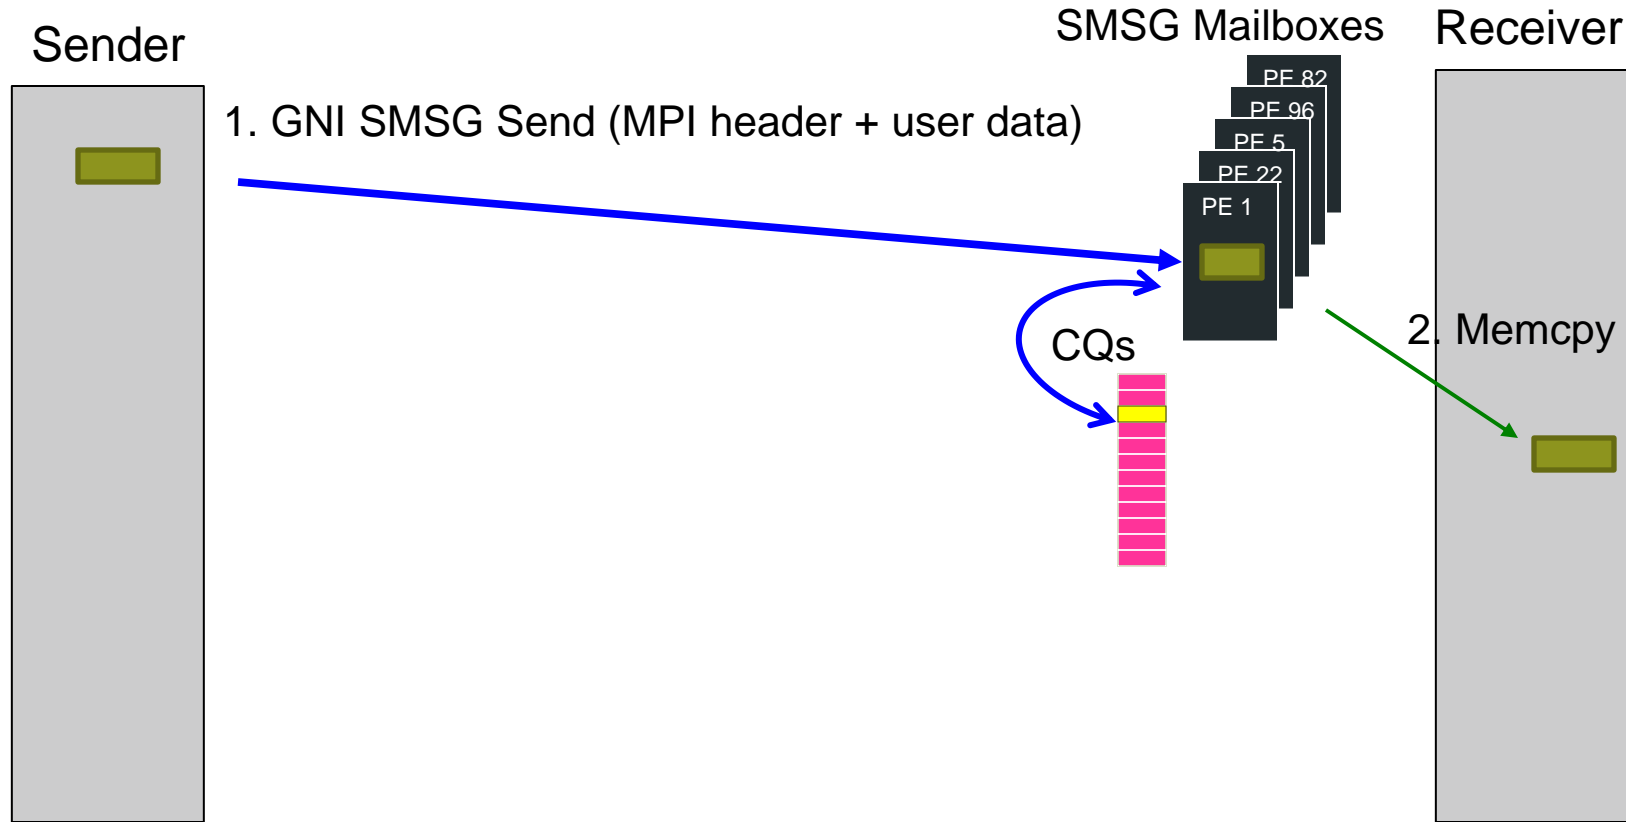 Sender
SMSG Mailboxes
Receiver
1. GNI SMSG Send (MPI header + user data)
PE 82
PE 96
PE 5
PE 22
PE 1
CQs
2. Memcpy